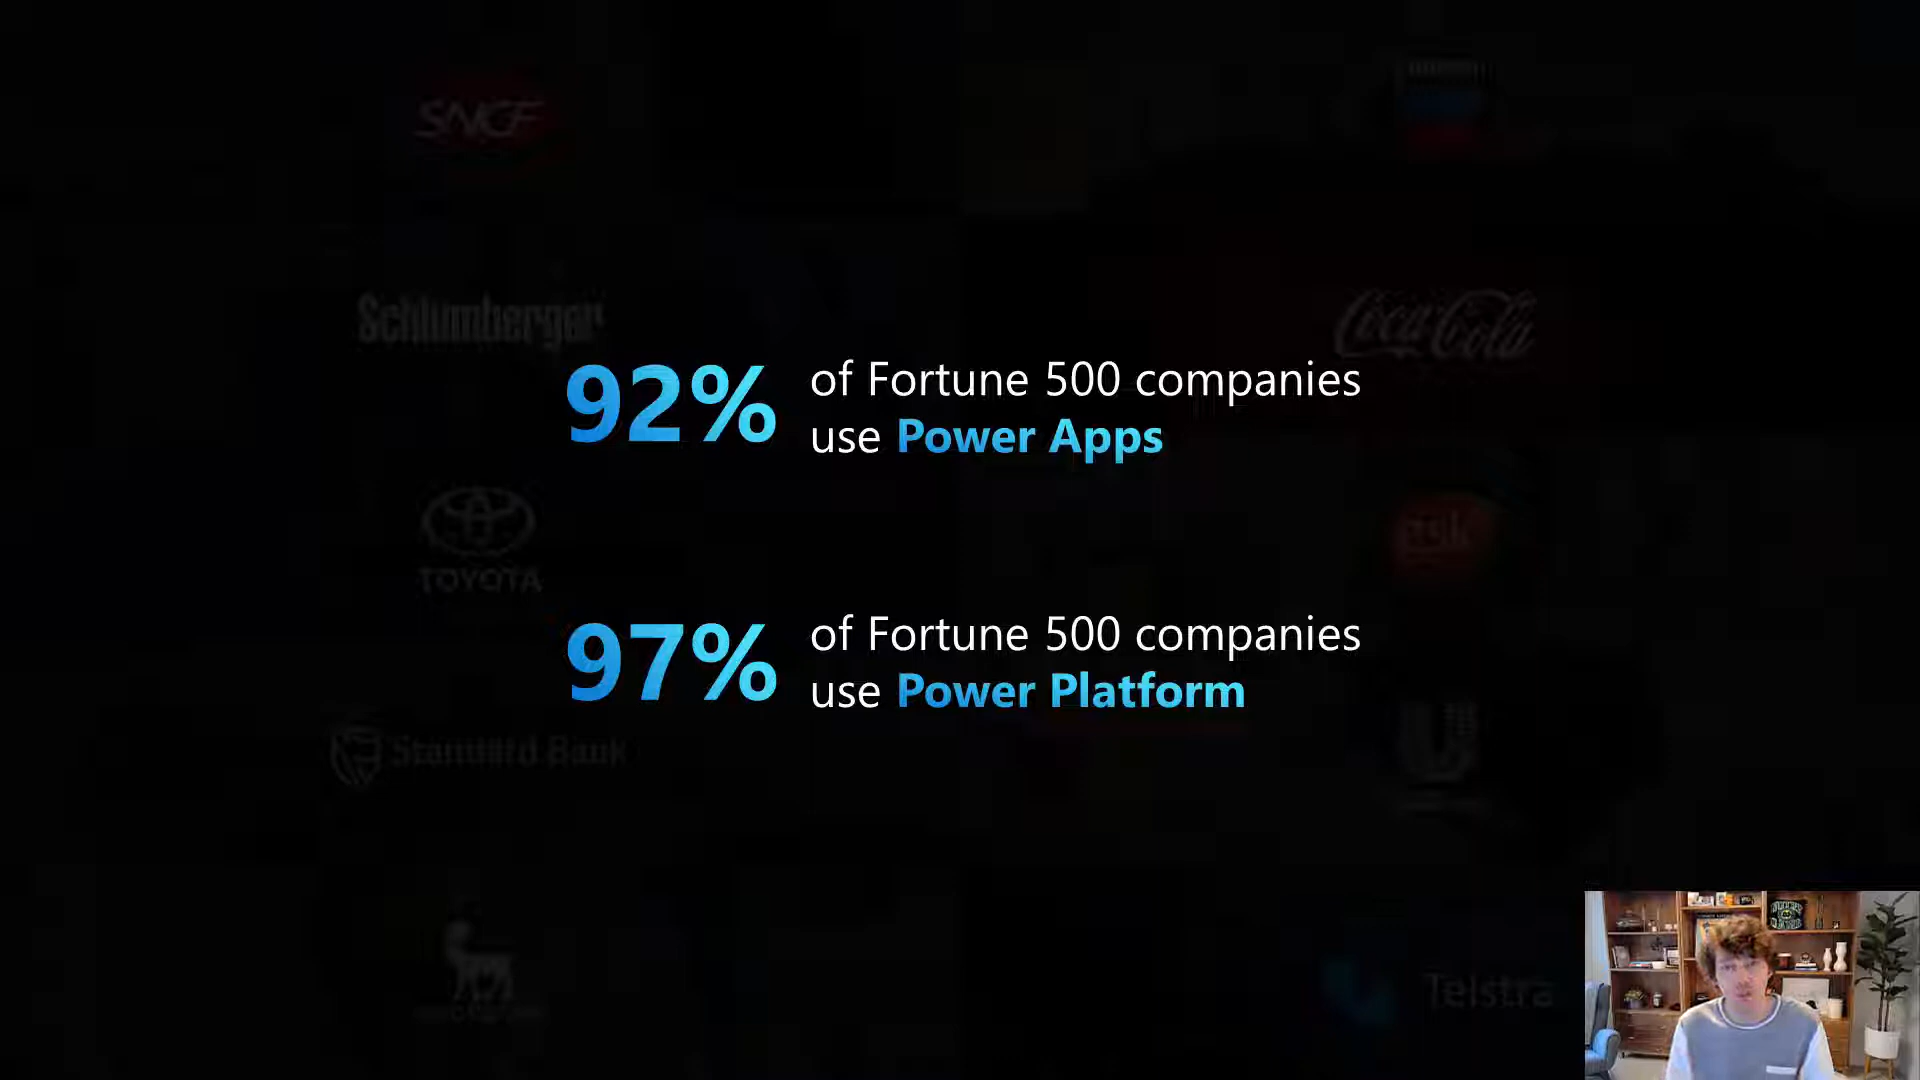 SNCF
Schlumberger
Coca-Cola
92% of Fortune 500 companies
use Power Apps
TOYOTA
gsk
97% of Fortune 500 companies
use Power Platform
Standard Bank
Telstra